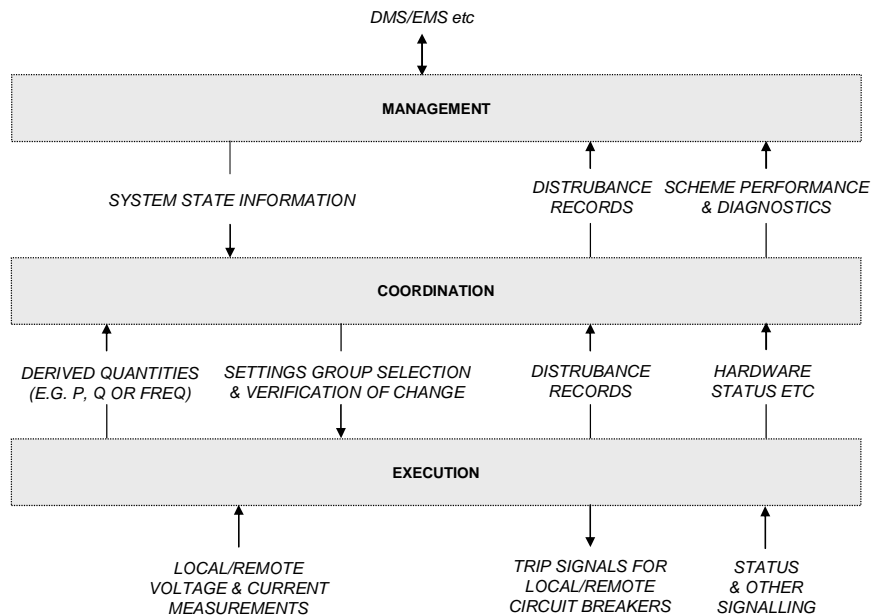 DMS/EMS etc
MANAGEMENT
SYSTEM STATE INFORMATION
DISTRUBANCE
RECORDS
SCHEME PERFORMANCE
& DIAGNOSTICS
COORDINATION
DERIVED QUANTITIES
(E.G. P, Q OR FREQ)
SETTINGS GROUP SELECTION
& VERIFICATION OF CHANGE
DISTRUBANCE
RECORDS
HARDWARE
STATUS ETC
EXECUTION
LOCAL/REMOTE
VOLTAGE & CURRENT
MEASUREMENTS
TRIP SIGNALS FOR
LOCAL/REMOTE
CIRCUIT BREAKERS
STATUS
& OTHER
SIGNALLING